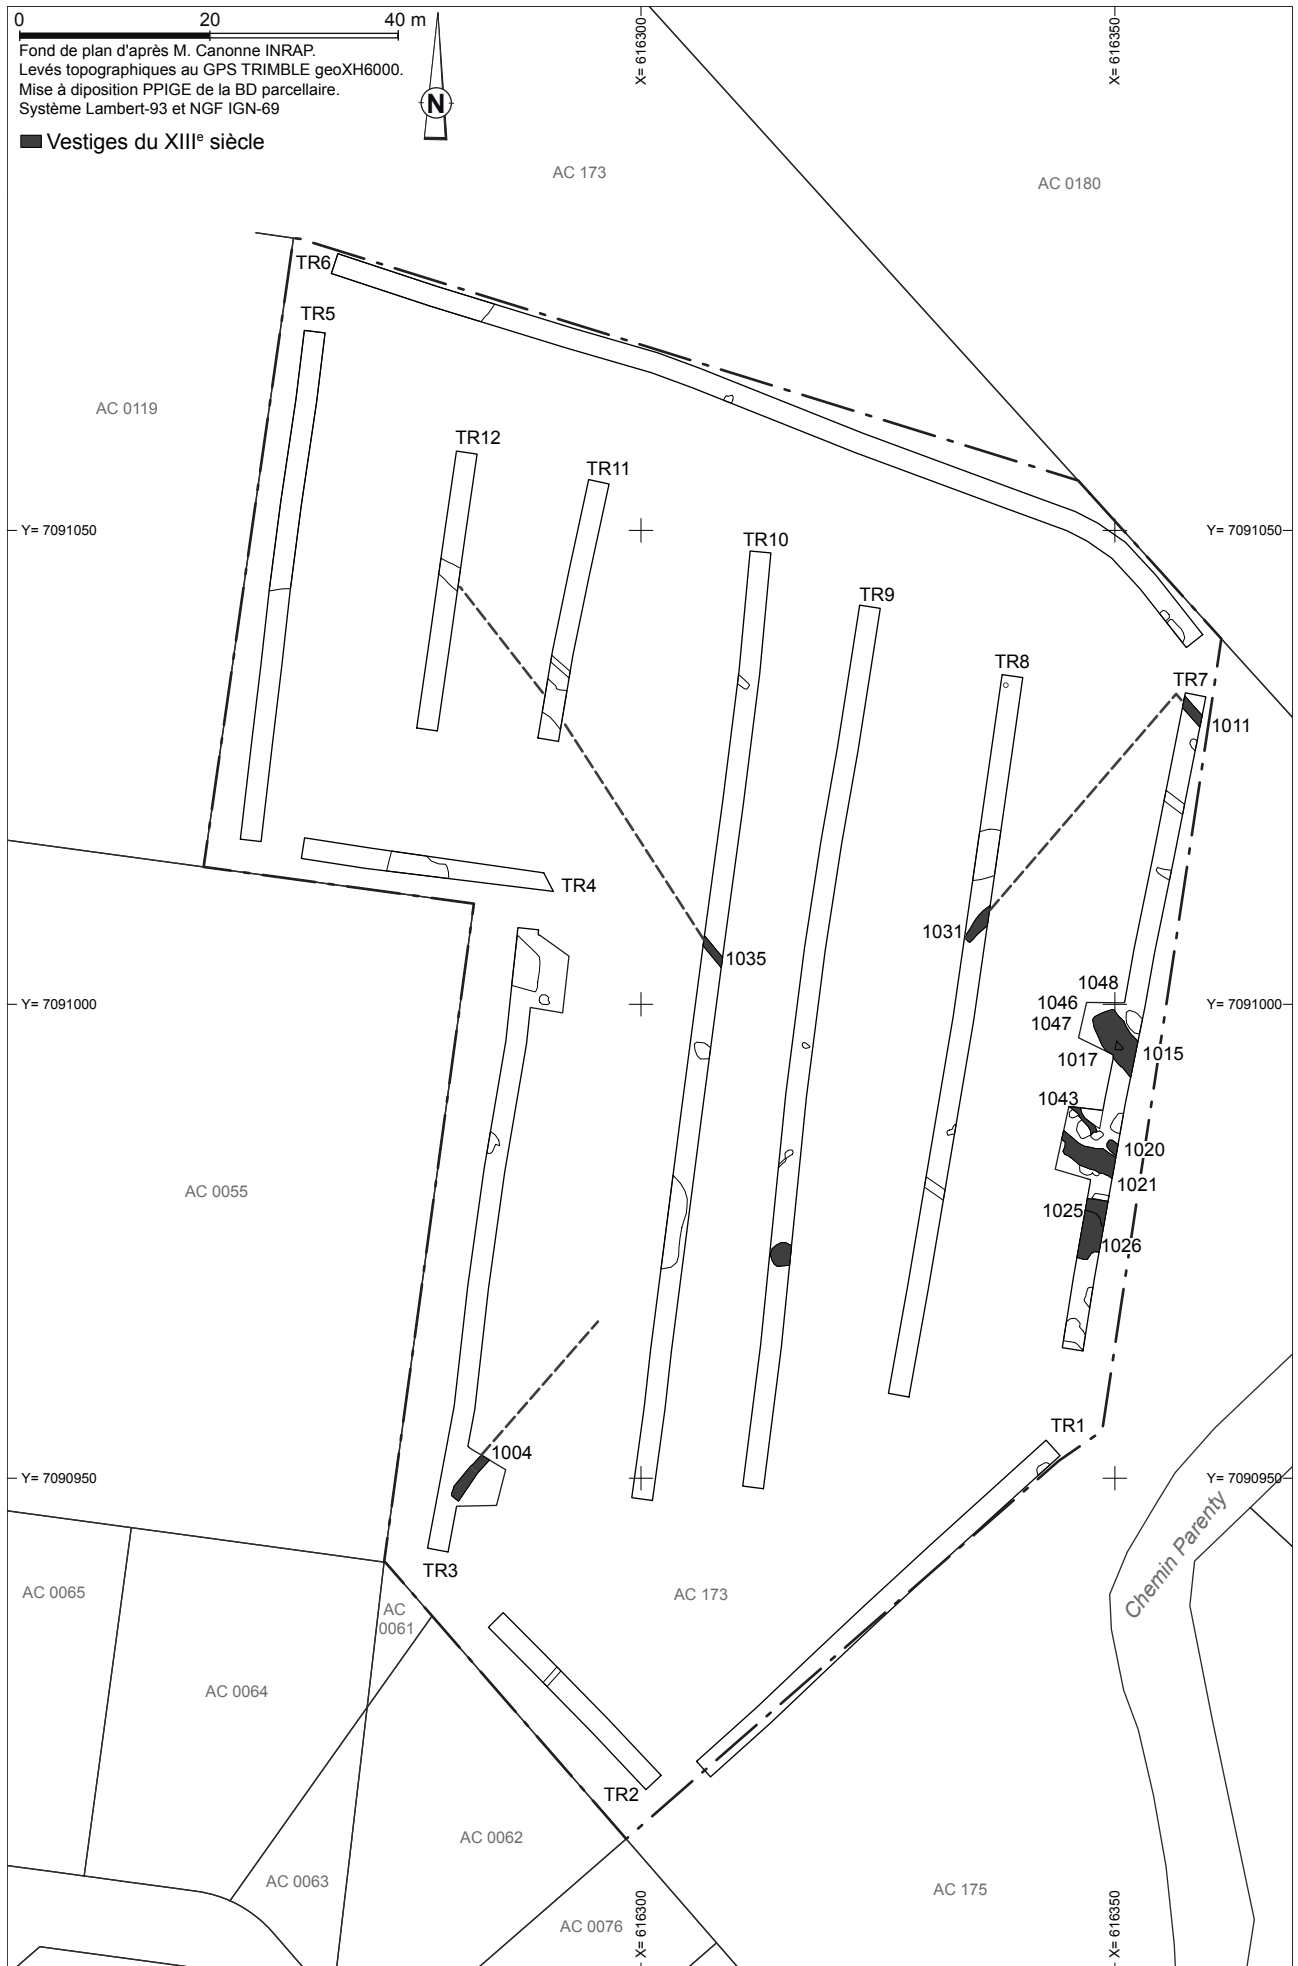 0 20 40 m
Fond de plan d'après M. Canonne INRAP.
Levés topographiques au GPS TRIMBLE geoXH6000.
Mise à diposition PPIGE de la BD parcellaire.
Système Lambert-93 et NGF IGN-69
N
Vestiges du XIIIe siècle
X= 616300
X= 616350
AC 173
AC 0180
TR6
TR5
AC 0119
TR12
TR11
Y= 7091050
Y= 7091050
TR10
TR9
TR8
TR7
1011
TR4
1031
1035
1048
1046
1047
1017
1015
Y= 7091000
Y= 7091000
1043
1020
1021
1025
1026
AC 0055
TR1
1004
Y= 7090950
Y= 7090950
Chemin Parenty
TR3
AC 0065
AC
0061
AC 173
AC 0064
TR2
AC 0062
AC 0063
AC 175
AC 0076
X= 616300
X= 616350